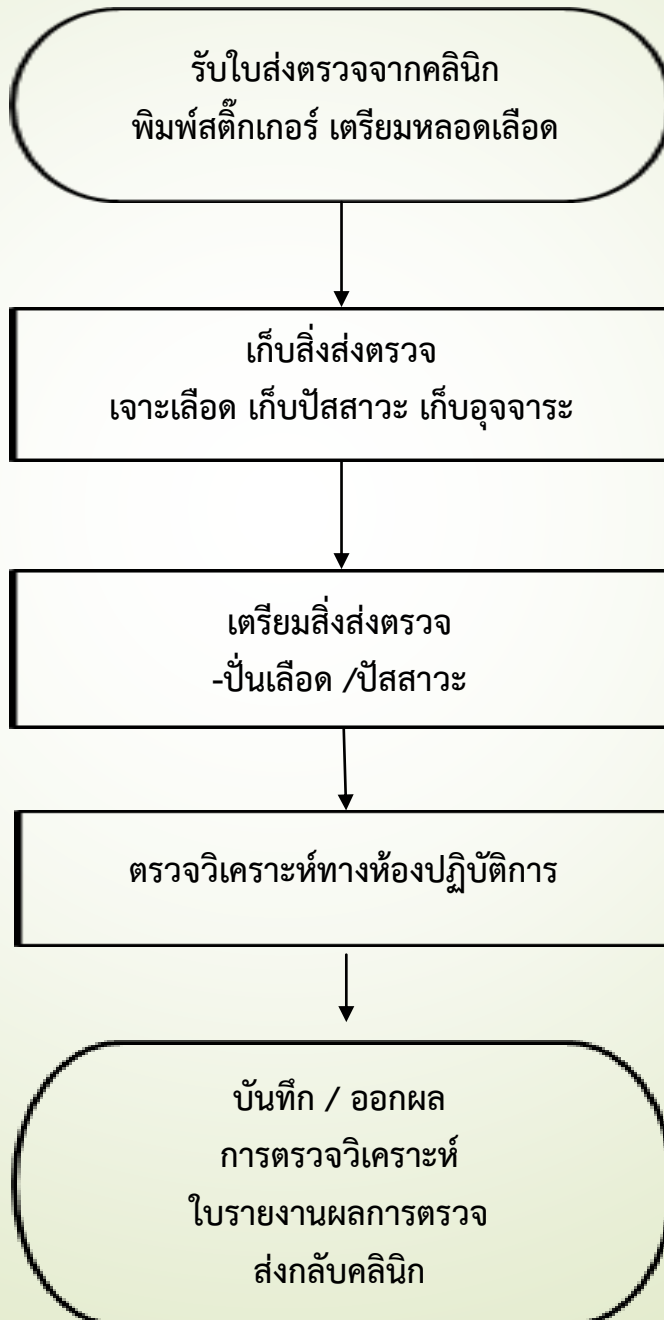 รับใบส่งตรวจจากคลินิก
พิมพ์สติ๊กเกอร์ เตรียมหลอดเลือด
เก็บสิ่งส่งตรวจ
เจาะเลือด เก็บปัสสาวะ เก็บอุจจาระ
เตรียมสิ่งส่งตรวจ
-ปั่นเลือด /ปัสสาวะ
ตรวจวิเคราะห์ทางห้องปฏิบัติการ
บันทึก / ออกผล
การตรวจวิเคราะห์
ใบรายงานผลการตรวจ
ส่งกลับคลินิก